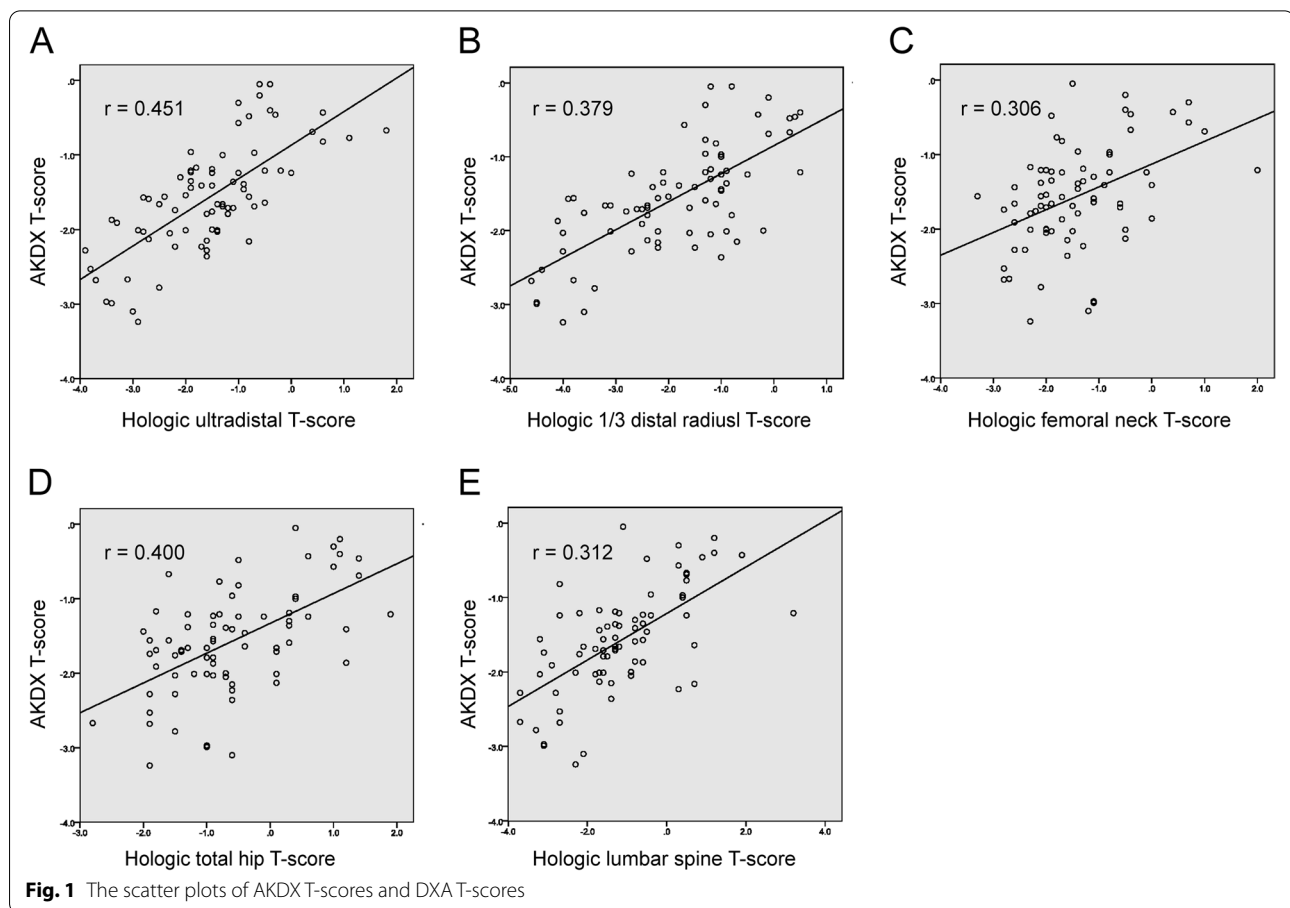 A
B
C
r = 0.451
r = 0.379
r = 0.306
AKDX T-score
.0
-1.0
-2.0
-3.0
-4.0
-4.0 -3.0 -2.0 -1.0 .0 1.0 2.0
Hologic ultradistal T-score
AKDX T-score
.0
-1.0
-2.0
-3.0
-4.0
-5.0 -4.0 -3.0 -2.0 -1.0 .0 1.0
Hologic 1/3 distal radiusl T-score
AKDX T-score
.0
-1.0
-2.0
-3.0
-4.0
-4.0 -3.0 -2.0 -1.0 .0 1.0 2.0
Hologic femoral neck T-score
D
E
r = 0.400
r = 0.312
AKDX T-score
.0
-1.0
-2.0
-3.0
-4.0
-3.0 -2.0 -1.0 .0 1.0 2.0
Hologic total hip T-score
AKDX T-score
.0
-1.0
-2.0
-3.0
-4.0
-4.0 -2.0 .0 2.0 4.0
Hologic lumbar spine T-score
Fig. 1 The scatter plots of AKDX T-scores and DXA T-scores